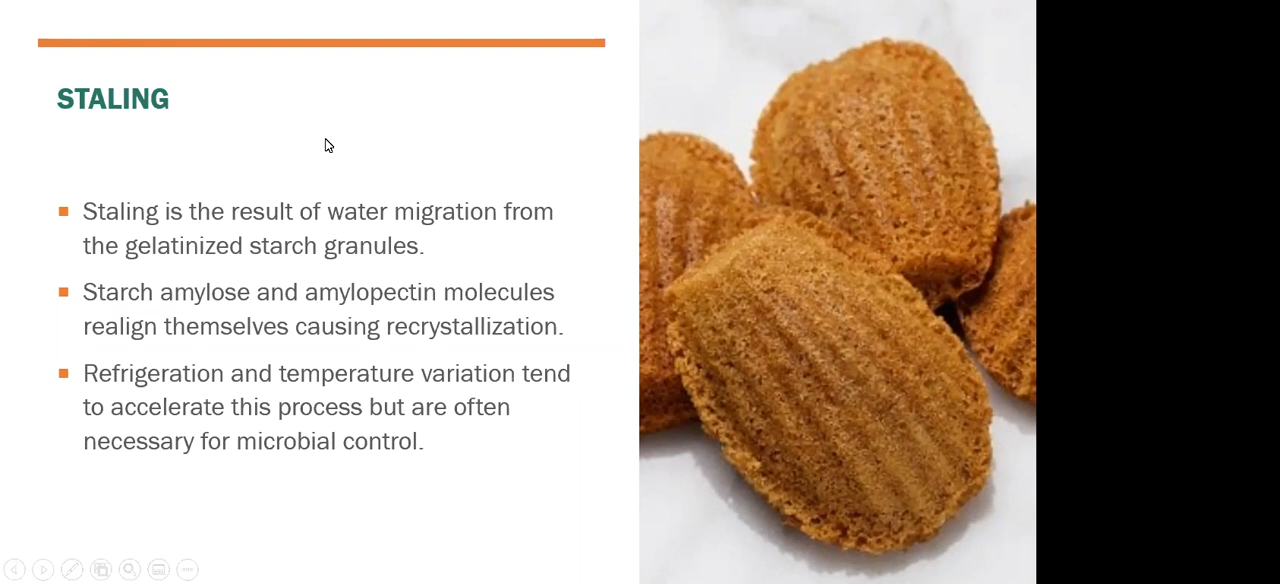 STALING
Staling is the result of water migration from
the gelatinized starch granules.
Starch amylose and amylopectin molecules
realign themselves causing recrystallization.
Refrigeration and temperature variation tend
to accelerate this process but are often
necessary for microbial control.